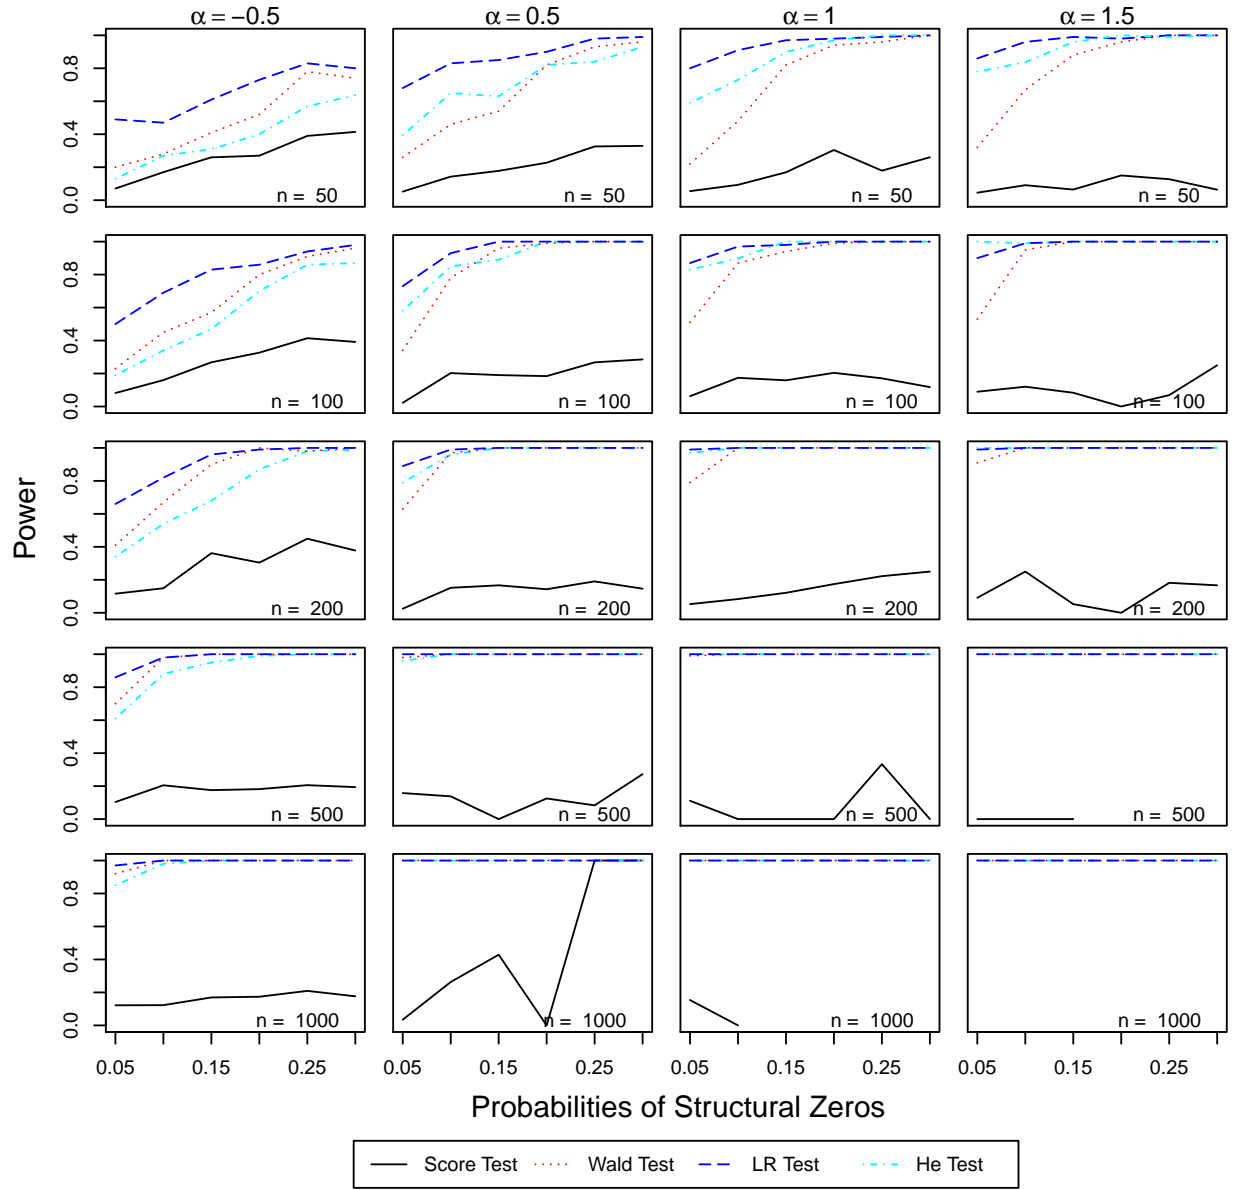 α = −0.5 α = 0.5 α = 1 α = 1.5
0.8
0.4
0.0
n = 50 n = 50 n = 50 n = 50
0.8
0.4
0.0
n = 100 n = 100 n = 100 n = 100
Power
0.8
0.4
0.0
n = 200 n = 200 n = 200 n = 200
0.8
0.4
0.0
n = 500 n = 500 n = 500 n = 500
0.8
0.4
0.0
n = 1000 n = 1000 n = 1000 n = 1000
0.05 0.15 0.25 0.05 0.15 0.25 0.05 0.15 0.25 0.05 0.15 0.25
Probabilities of Structural Zeros
Score Test Wald Test LR Test He Test